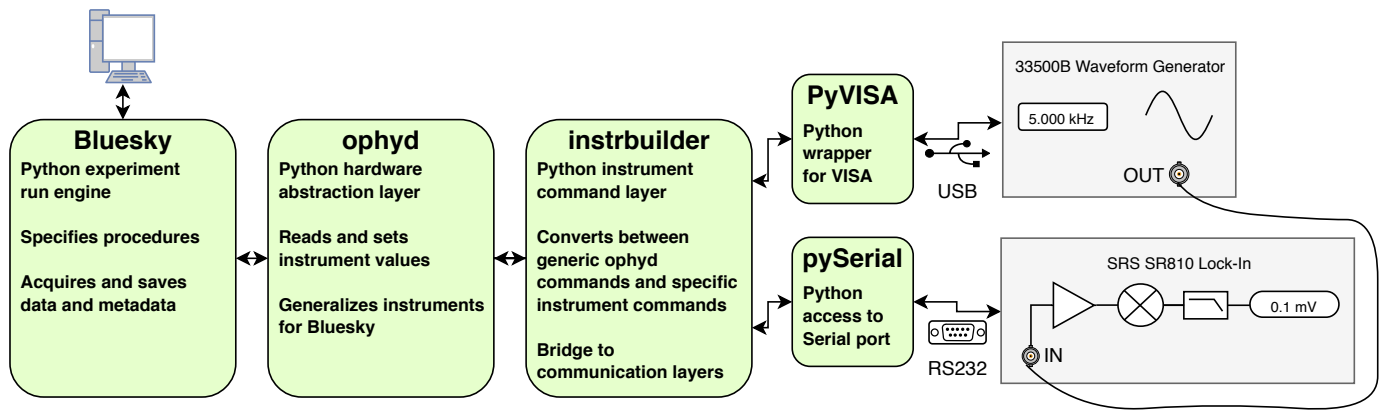 Bluesky
Python experiment
run engine
Specifies procedures
Acquires and saves
data and metadata
ophyd
Python hardware
abstraction layer
Reads and sets
instrument values
Generalizes instruments
for Bluesky
instrbuilder
Python instrument
command layer
Converts between
generic ophyd
commands and specific
instrument commands
Bridge to
communication layers
PyVISA
Python
wrapper
for VISA
USB
33500B Waveform Generator
5.000 kHz
OUT
pySerial
Python
access to
Serial port
RS232
SRS SR810 Lock-In
0.1 mV
IN